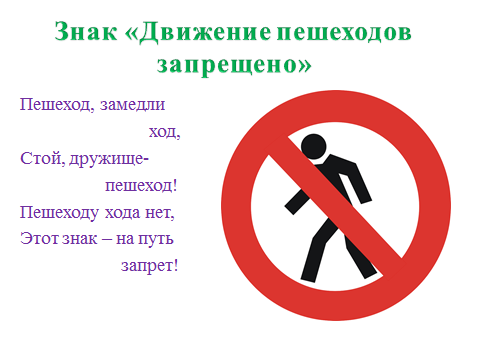 Знак «Движение пешеходов
запрещено»
Пешеход, замедли
ход,
Стой, дружище-
пешеход!
Пешеходу хода нет,
Этот знак – на путь
запрет!